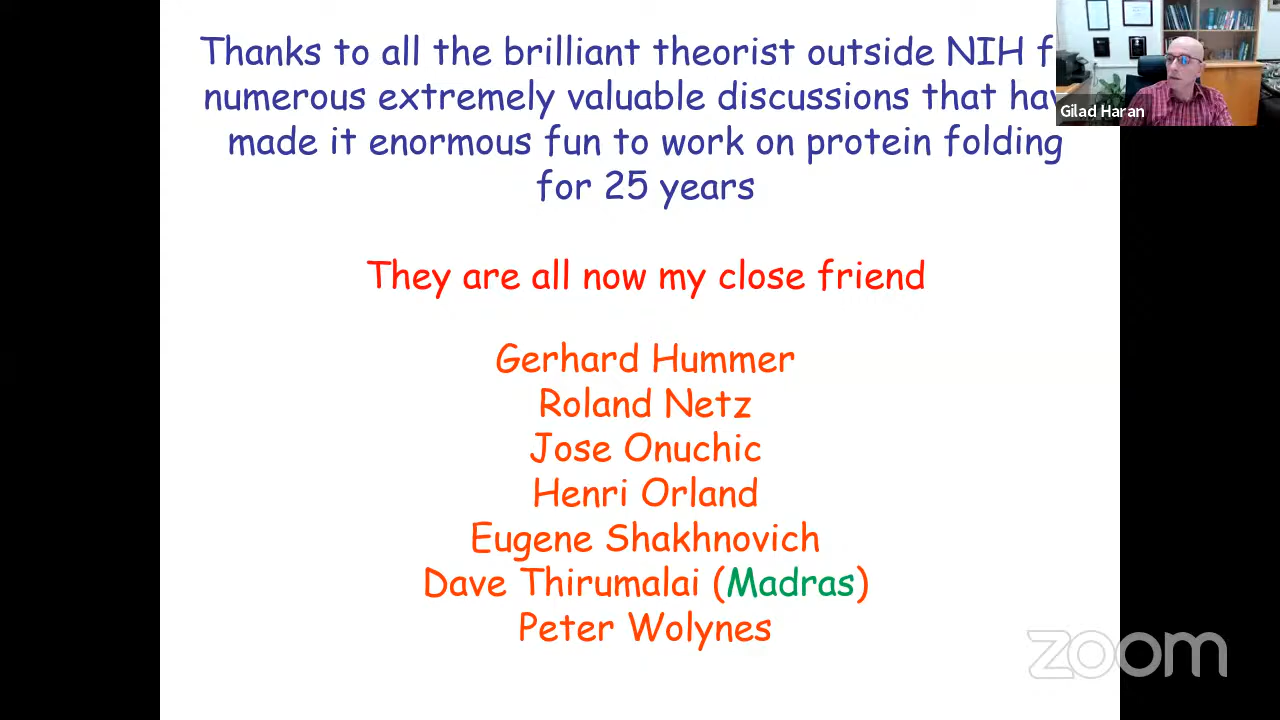 Thanks to all the brilliant theorist outside NIH f
numerous extremely valuable discussions that hav
made it enormous fun to work on protein folding
for 25 years
Gilad Haran
They are all now my close friend
Gerhard Hummer
Roland Netz
Jose Onuchic
Henri Orland
Eugene Shakhnovich
Dave Thirumalai (Madras)
Peter Wolynes
zoom